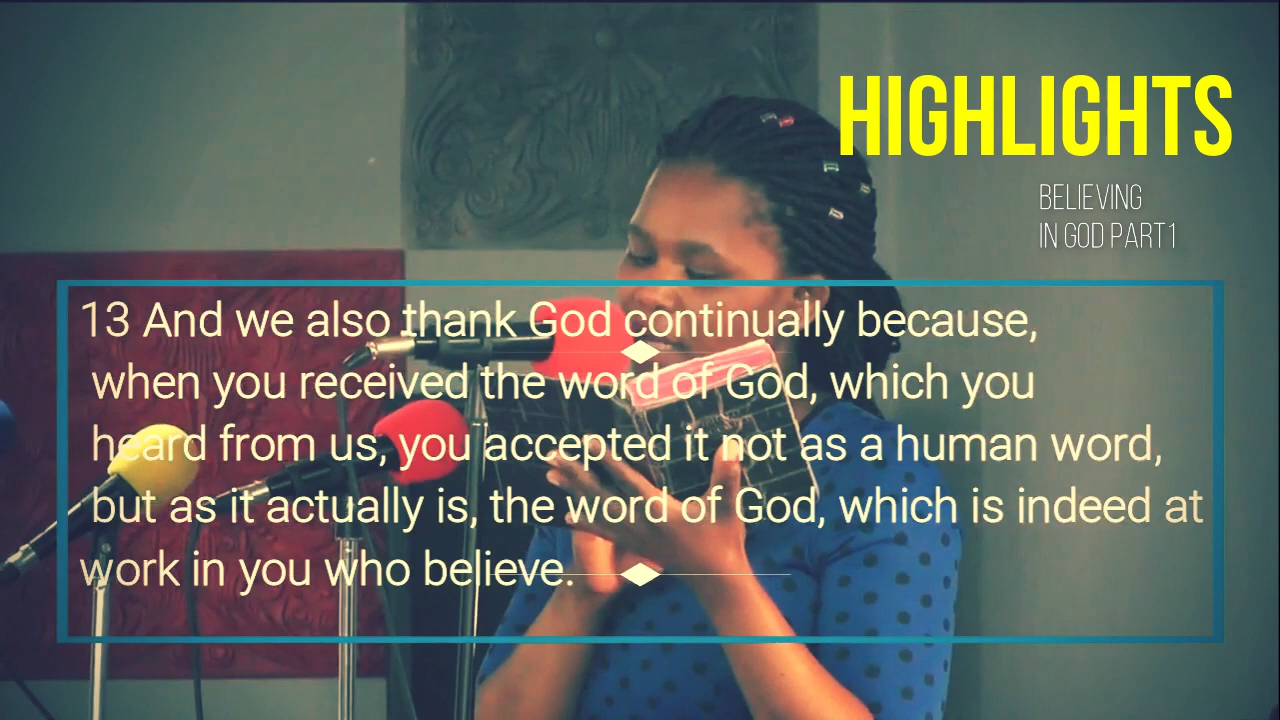 HIGHLIGHTS
BELIEVING
IN GOD PART1
13 And we also thank God continually because,
when you received the word of God, which you
heard from us, you accepted it not as a human word,
but as it actually is, the word of God, which is indeed at
work in you who believe.